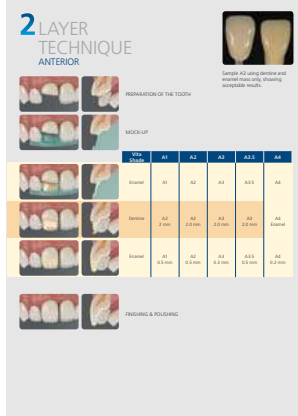 2 LAYER
TECHNIQUE
ANTERIOR
Sample A3 using dentine and
enamel mass only, showing
acceptable results.
PREPARATION OF THE TOOTH
MOCK-UP
Vita Shade A1 A2 A3 A3.5 A4
Enamel A1 A2 A3 A3.5 A4
Dentine A2 2 mm A2 2.0 mm A3 2.0 mm A3 2.0 mm A4 Enamel
Enamel A1 0.5 mm A2 0.5 mm A3 0.3 mm A3.5 0.5 mm A4 0.2 mm
FINISHING & POLISHING